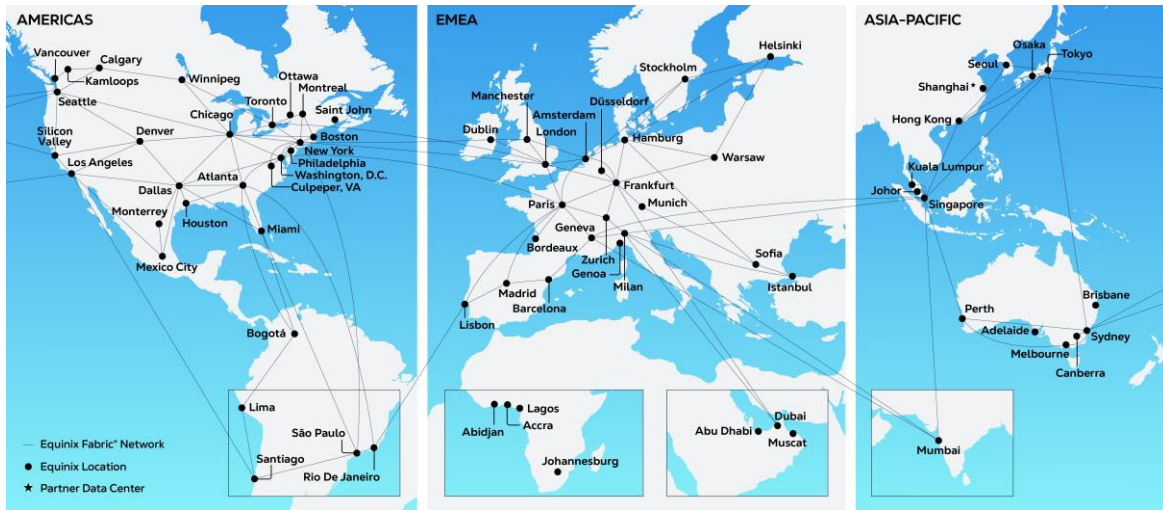 AMERICAS
Vancouver
Calgary
Kamloops
Winnipeg
Ottawa
Montreal
Toronto
Saint John
Seattle
Chicago
Silicon
Valley
Denver
Boston
New York
Los Angeles
Philadelphia
Atlanta
Washington, D.C.
Dallas
Culpeper, VA
Monterrey
Houston
Miami
Mexico City
Bogotá
Lima
São Paulo
Santiago
Rio De Janeiro
Equinix Fabric® Network
Equinix Location
Partner Data Center
EMEA
Helsinki
Stockholm
Manchester
Düsseldorf
Amsterdam
Dublin
London
Hamburg
Warsaw
Frankfurt
Paris
Munich
Geneva
Bordeaux
Zurich
Sofia
Genoa
Istanbul
Milan
Madrid
Barcelona
Lisbon
Abidjan
Lagos
Accra
Johannesburg
Dubai
Abu Dhabi
Muscat
ASIA-PACIFIC
Osaka
Tokyo
Seoul
Shanghai*
Hong Kong
Kuala Lumpur
Johor
Singapore
Brisbane
Perth
Adelaide
Sydney
Melbourne
Canberra
Mumbai